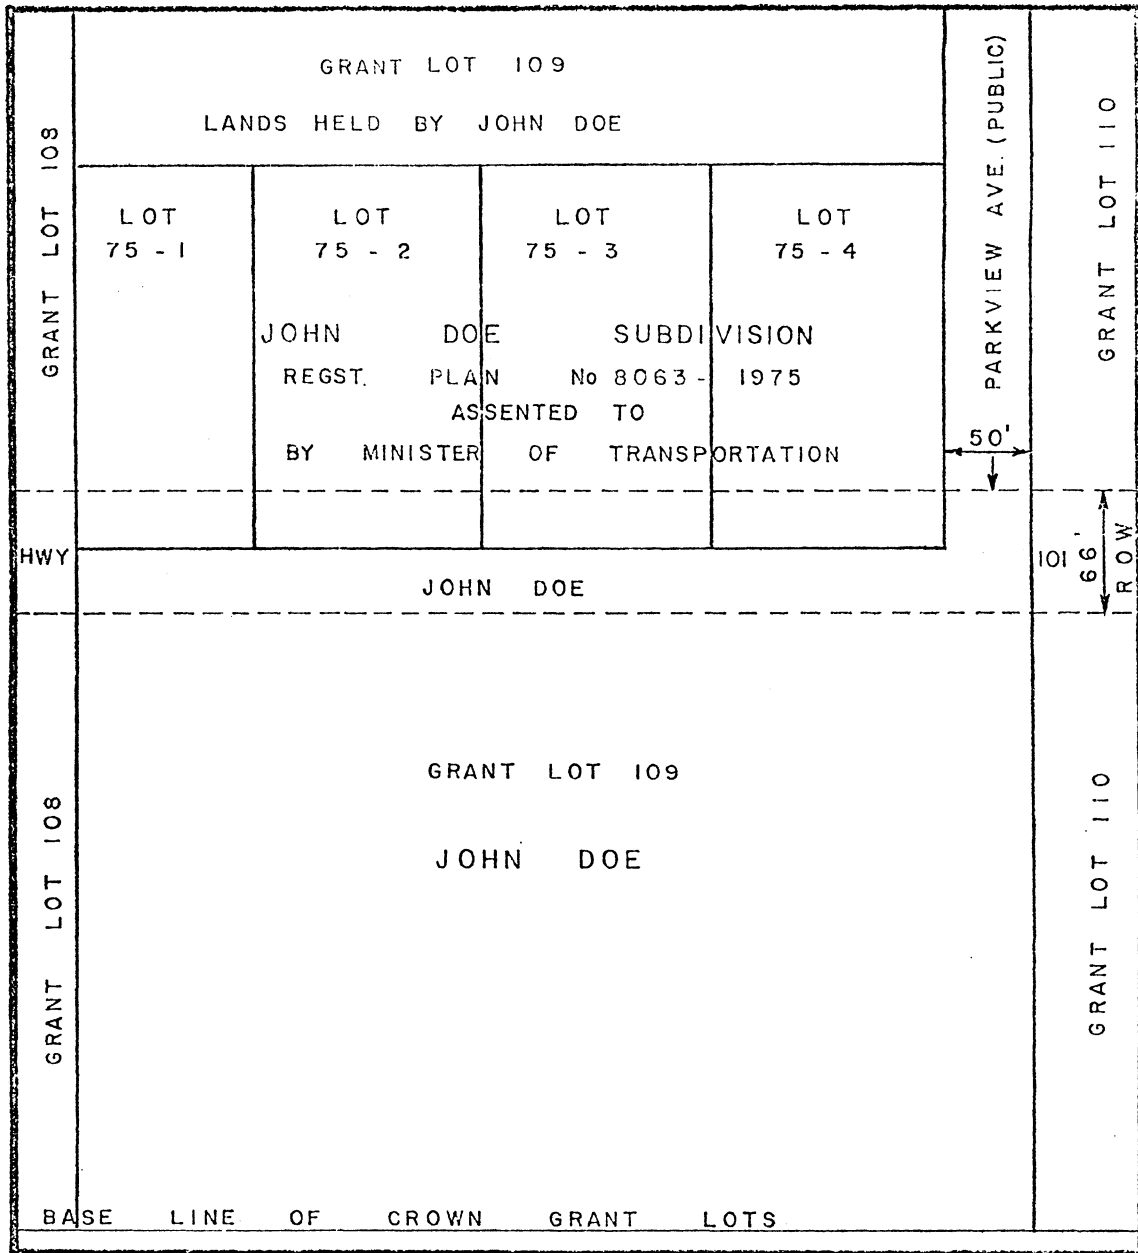 GRANT LOT 109
LANDS HELD BY JOHN DOE
GRANT LOT 108
PARKVIEW AVE. (PUBLIC)
GRANT LOT 110
LOT
75 - 1
LOT
75 - 2
LOT
75 - 3
LOT
75 - 4
JOHN DOE SUBDIVISION
REGST. PLAN No 8063 - 1975
ASSENTED TO
BY MINISTER OF TRANSPORTATION
50'
HWY
101
66'
ROW
JOHN DOE
GRANT LOT 109
JOHN DOE
GRANT LOT 108
GRANT LOT 110
BASE LINE OF CROWN GRANT LOTS